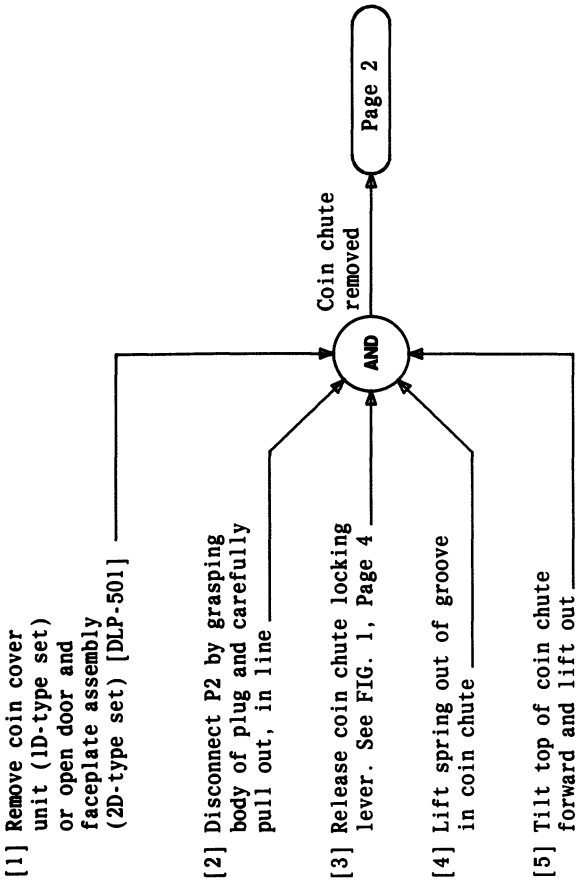 [1] Remove coin cover
unit (1D-type set)
or open door and
faceplate assembly
(2D-type set) [DLP-501]
[2] Disconnect P2 by grasping
body of plug and carefully
pull out, in line
[3] Release coin chute locking
lever. See FIG. 1, Page 4
[4] Lift spring out of groove
in coin chute
[5] Tilt top of coin chute
forward and lift out
AND
Coin chute
removed
Page 2